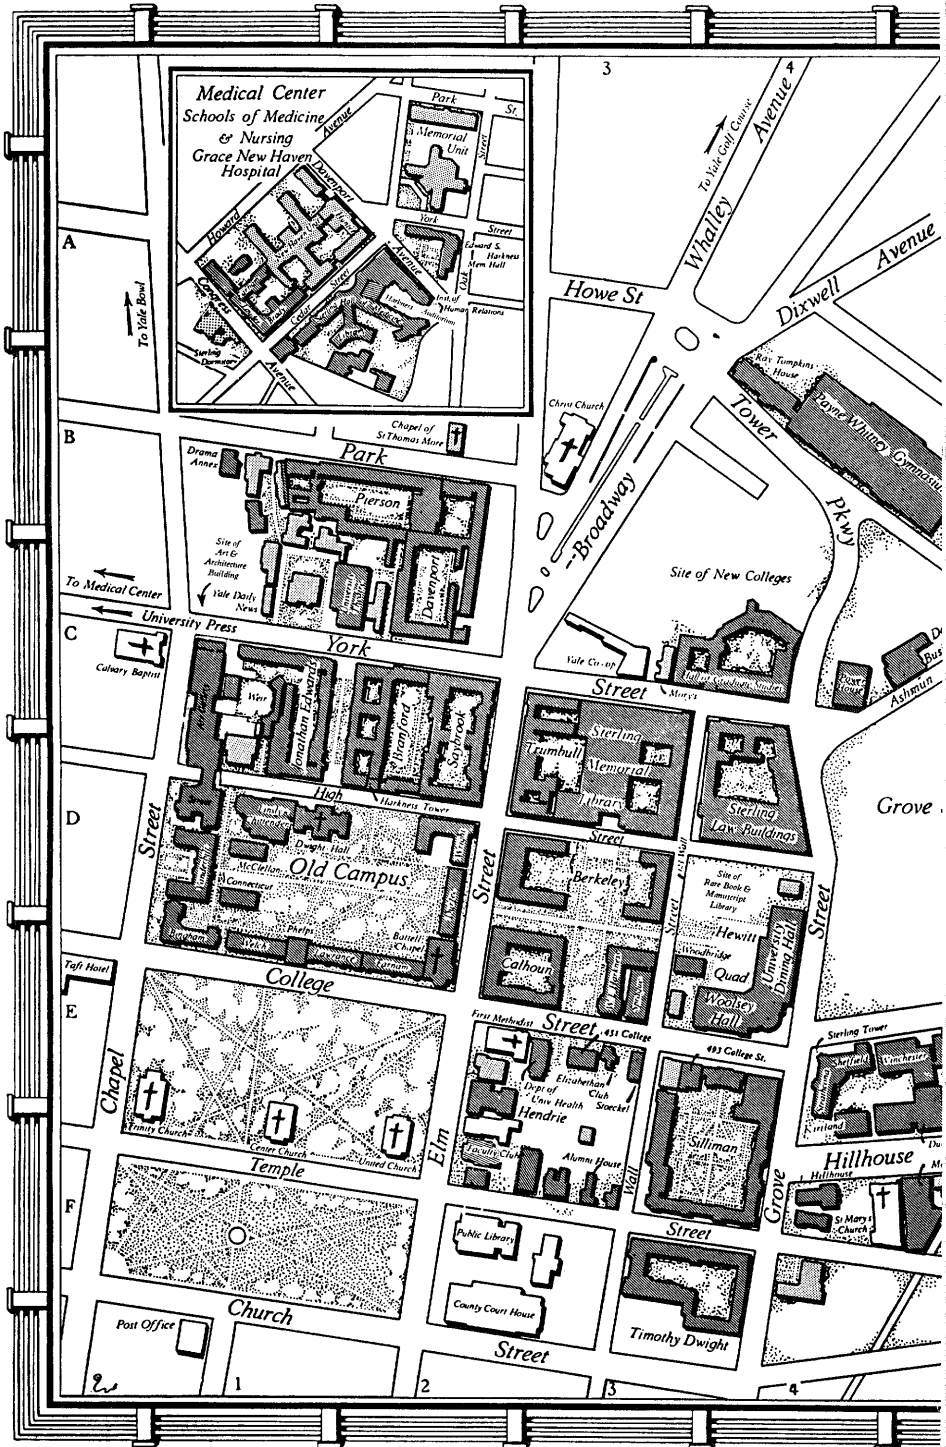 Medical Center
Schools of Medicine
& Nursing
Grace New Haven
Hospital
Avenue
Park
St.
Memorial
Unit
Street
Davenport
Howard
York
Street
Avenue
Edward S.
Harkness
Mem Hall
Oak
Congress
Cedar
Street
Inst. of
Human Relations
Harkness
Auditorium
Sterling
Dormitory
Avenue
3
4
To Yale Golf Course
Whalley
Avenue
A
To Yale Bowl
Howe St
Dixwell
Avenue
Ray Tompkins
House
Payne Whitney Gymnasium
Tower
Pkwy
B
Christ Church
Chapel of
St Thomas More
Park
Drama
Annex
Pierson
Broadway
Site of
Art &
Architecture
Building
Yale Daily
News
Davenport
Site of New Colleges
To Medical Center
University Press
C
York
Calvary Baptist
Yale Co-op
Street
Mory's
Ashmun
Weir
Jonathan Edwards
Branford
Saybrook
Trumbull
Sterling
Memorial
Library
Sterling
Law Buildings
Grove
High
Harkness Tower
D
Street
Dwight Hall
McClellan
Connecticut
Old Campus
Street
Street
Wall
Berkeley
Site of
Rare Book &
Manuscript
Library
Street
Street
Hewitt
Quad
Woodbridge
University
Dining Hall
Woolsey
Hall
Phelps
Battell
Chapel
Welch
Calhoun
Taft Hotel
College
E
First Methodist
Street
451 College
493 College St.
Sterling Tower
Sheffield
Winchester
Chapel
Dept of
Univ Health
Elizabethan
Club
Stoeckel
Hendrie
Trinity Church
Center Church
United Church
Elm
Faculty Club
Alumni House
Wall
Silliman
Grove
Hillhouse
Hillhouse
St Mary's
Church
Temple
F
Street
Public Library
County Court House
Church
Post Office
Street
Timothy Dwight
1
2
3
4